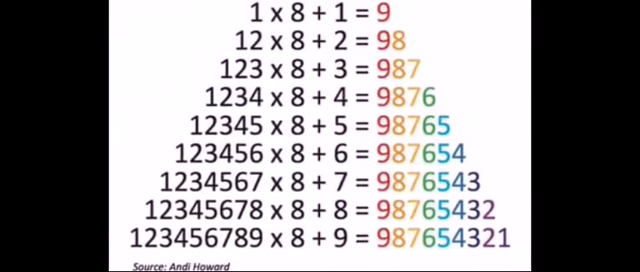 1 x 8 + 1 = 9
12 x 8 + 2 = 98
123 x 8 + 3 = 987
1234 x 8 + 4 = 9876
12345 x 8 + 5 = 98765
123456 x 8 + 6 = 987654
1234567 x 8 + 7 = 9876543
12345678 x 8 + 8 = 98765432
123456789 x 8 + 9 = 987654321
Source: Andi Howard